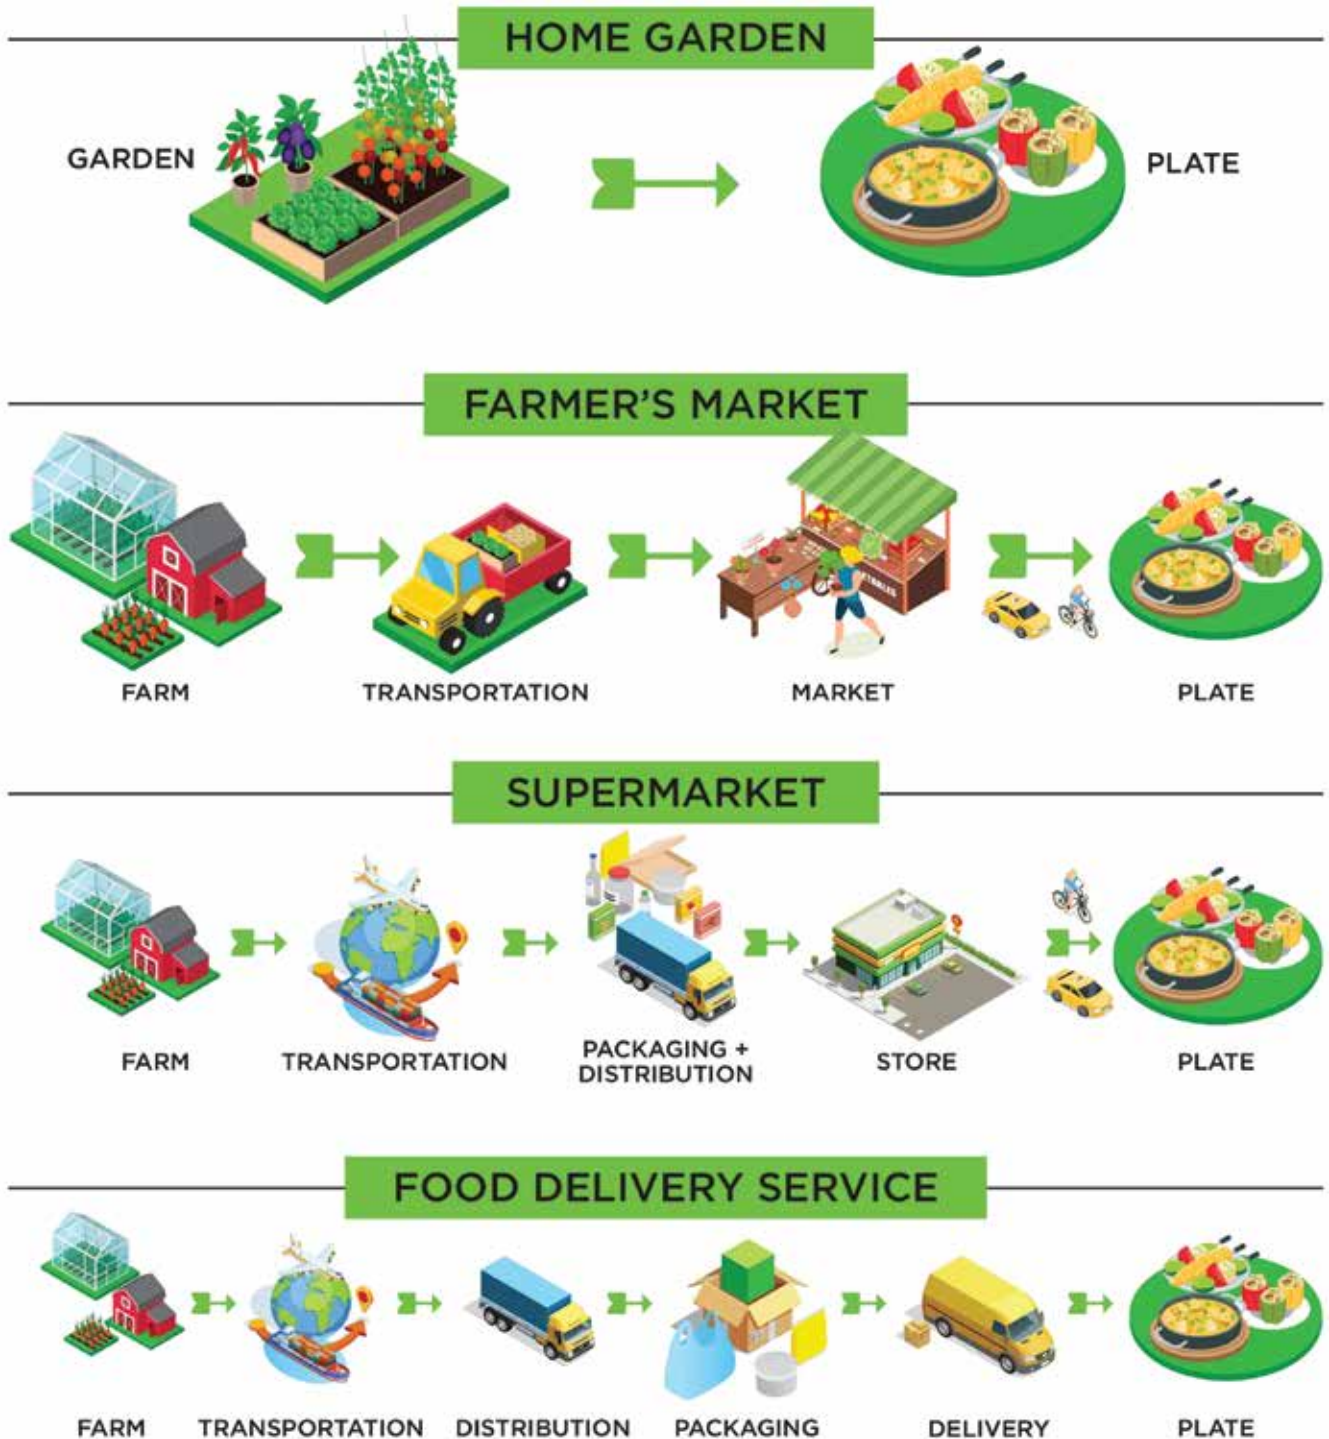 HOME GARDEN
GARDEN
PLATE
FARMER'S MARKET
FARM
TRANSPORTATION
MARKET
PLATE
SUPERMARKET
FARM
TRANSPORTATION
PACKAGING +
DISTRIBUTION
STORE
PLATE
FOOD DELIVERY SERVICE
FARM
TRANSPORTATION
DISTRIBUTION
PACKAGING
DELIVERY
PLATE